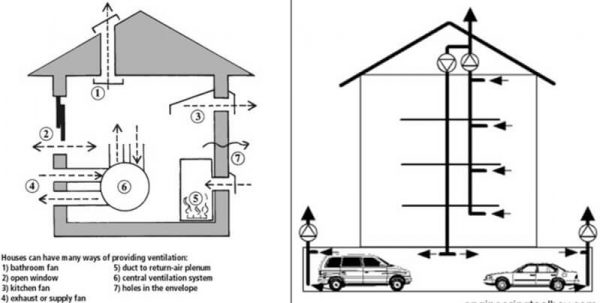 1
2
3
4
5
6
7
Houses can have many ways of providing ventilation:
1) bathroom fan 5) duct to return-air plenum
2) open window 6) central ventilation system
3) kitchen fan 7) holes in the envelope
4) exhaust or supply fan